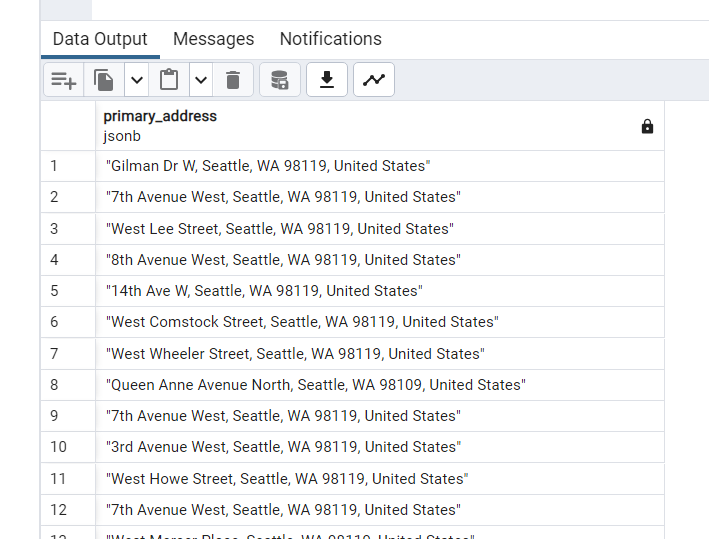 Data Output Messages Notifications
primary_address
jsonb
1 "Gilman Dr W, Seattle, WA 98119, United States"
2 "7th Avenue West, Seattle, WA 98119, United States"
3 "West Lee Street, Seattle, WA 98119, United States"
4 "8th Avenue West, Seattle, WA 98119, United States"
5 "14th Ave W, Seattle, WA 98119, United States"
6 "West Comstock Street, Seattle, WA 98119, United States"
7 "West Wheeler Street, Seattle, WA 98119, United States"
8 "Queen Anne Avenue North, Seattle, WA 98109, United States"
9 "7th Avenue West, Seattle, WA 98119, United States"
10 "3rd Avenue West, Seattle, WA 98119, United States"
11 "West Howe Street, Seattle, WA 98119, United States"
12 "7th Avenue West, Seattle, WA 98119, United States"